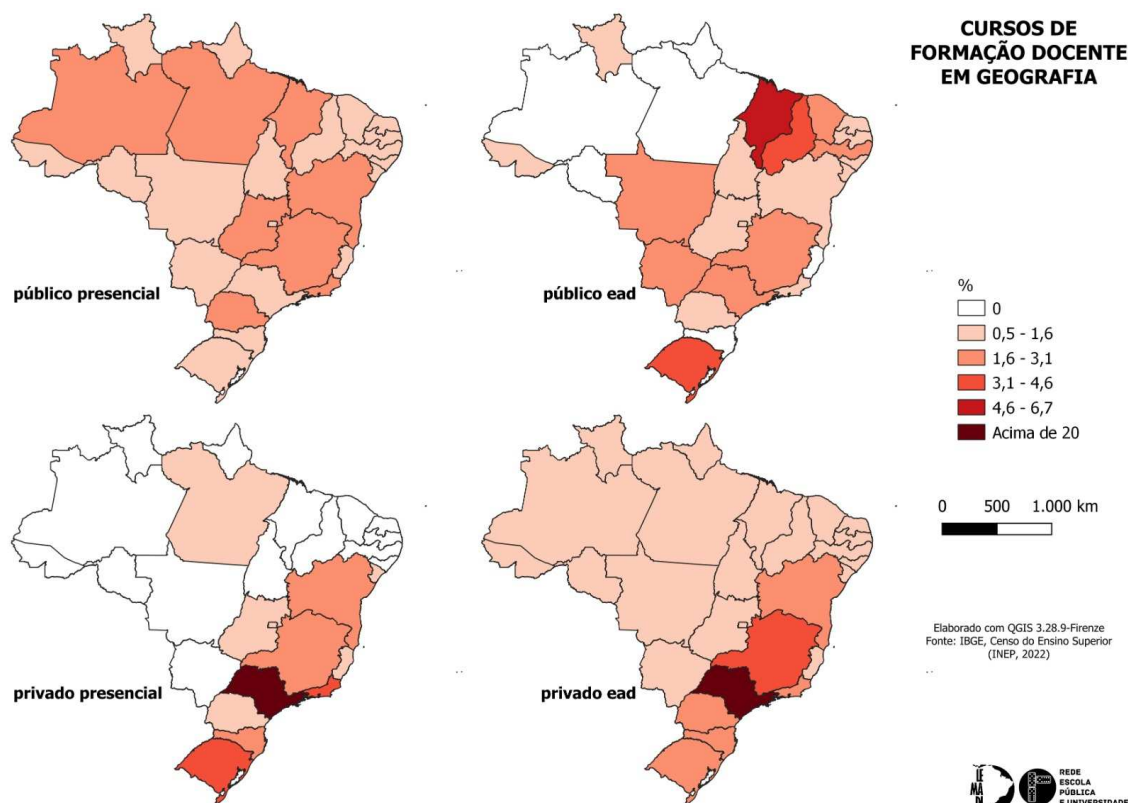 CURSOS DE
FORMAÇÃO DOCENTE
EM GEOGRAFIA
público presencial
público ead
%
0
0,5 - 1,6
1,6 - 3,1
3,1 - 4,6
4,6 - 6,7
Acima de 20
0 500 1.000 km
privado presencial
privado ead
Elaborado com QGIS 3.28.9-Firenze
Fonte: IBGE, Censo do Ensino Superior
(INEP, 2022)
REDE
ESCOLA
PÚBLICA
E UNIVERSIDADE